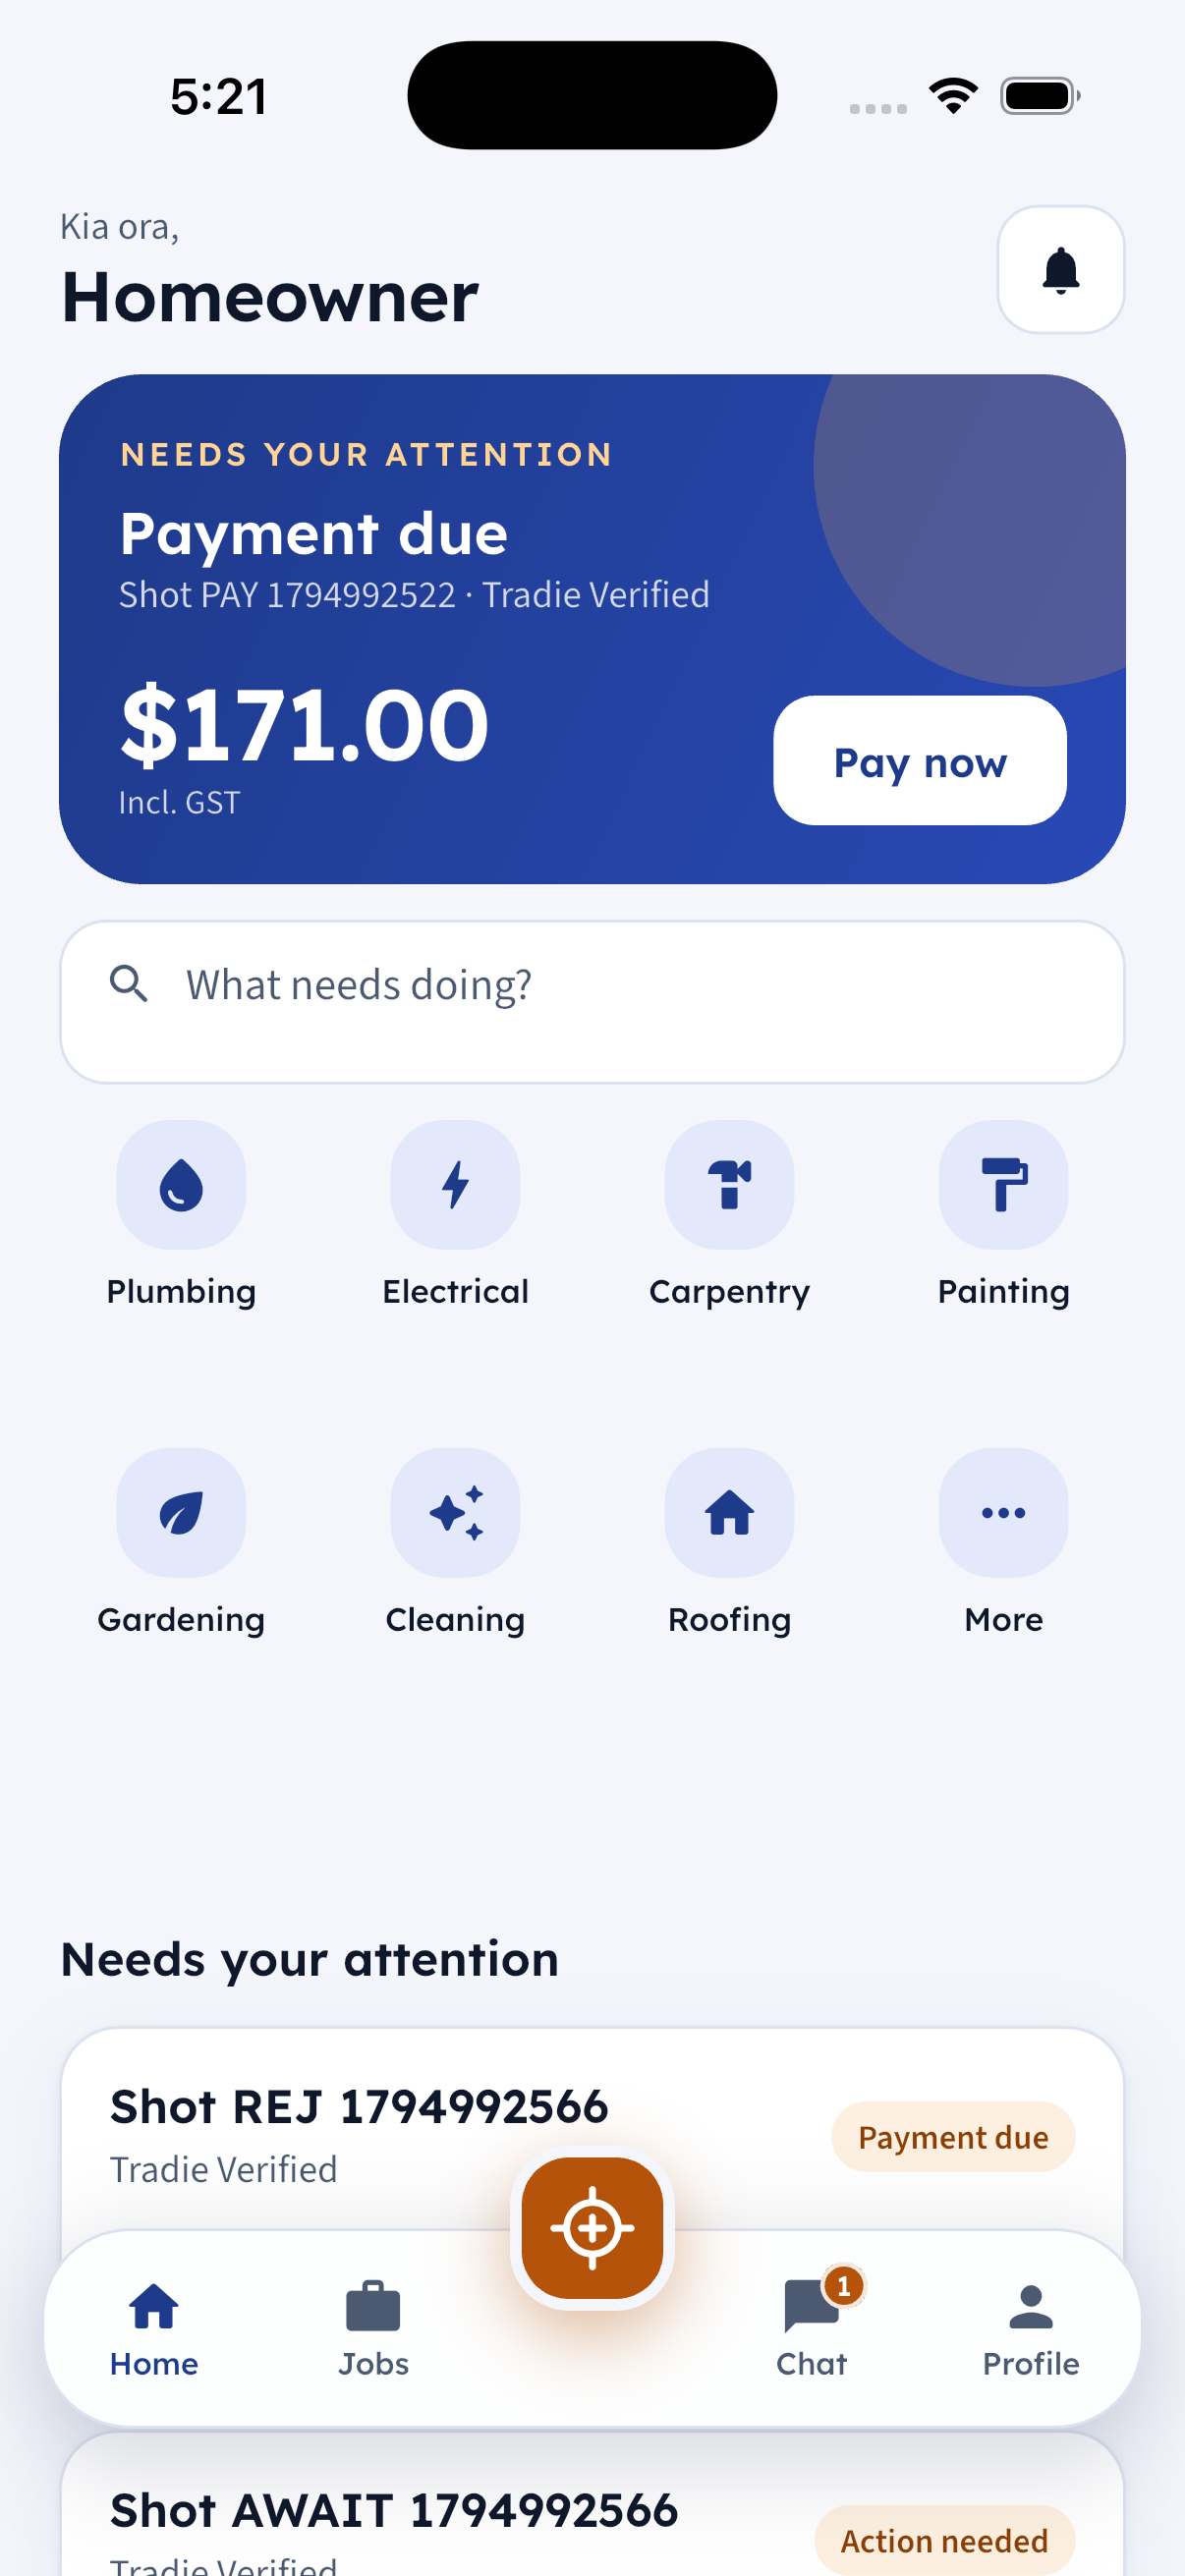 5:21
Kia ora,
Homeowner
NEEDS YOUR ATTENTION
Payment due
Shot PAY 1794992522 · Tradie Verified
$171.00
Incl. GST
Pay now
What needs doing?
Plumbing Electrical Carpentry Painting
Gardening Cleaning Roofing More
Needs your attention
Shot REJ 1794992566
Payment due
Tradie Verified
1
Home Jobs Chat Profile
Shot AWAIT 1794992566
Action needed
Tradie Verified